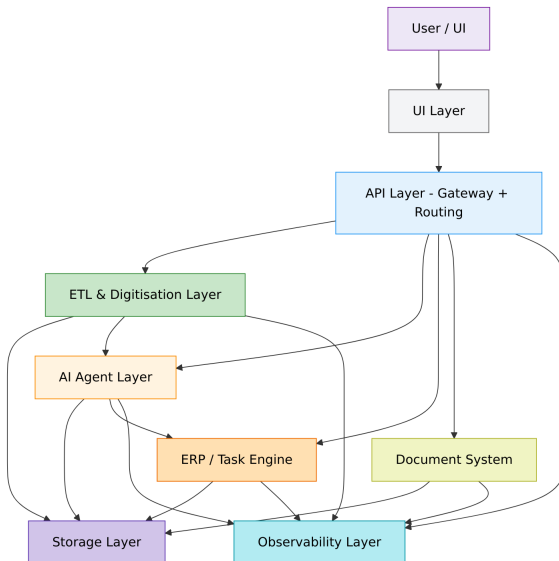 User / UI
UI Layer
API Layer - Gateway +
Routing
ETL & Digitisation Layer
AI Agent Layer
ERP / Task Engine
Document System
Storage Layer
Observability Layer